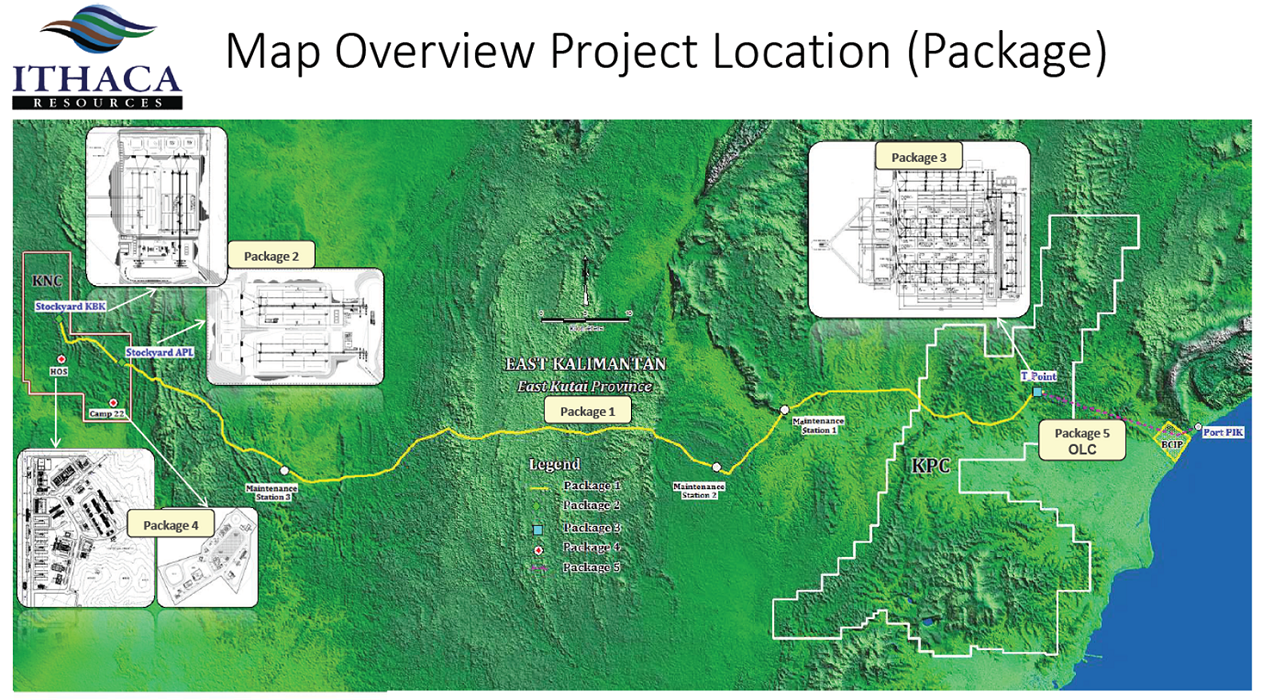 ITHACA
RESOURCES
Map Overview Project Location (Package)
Package 3
Package 2
KNC
Stockyard KBK
Stockyard APL
HOS
Camp 22
EAST KALIMANTAN
East Kutai Province
Package 1
T_Point
Maintenance
Station 1
Package 5
OLC
ECIP
Port PIK
KPC
Maintenance
Station 3
Maintenance
Station 2
Legend
Package 1
Package 2
Package 3
Package 4
Package 5
Package 4